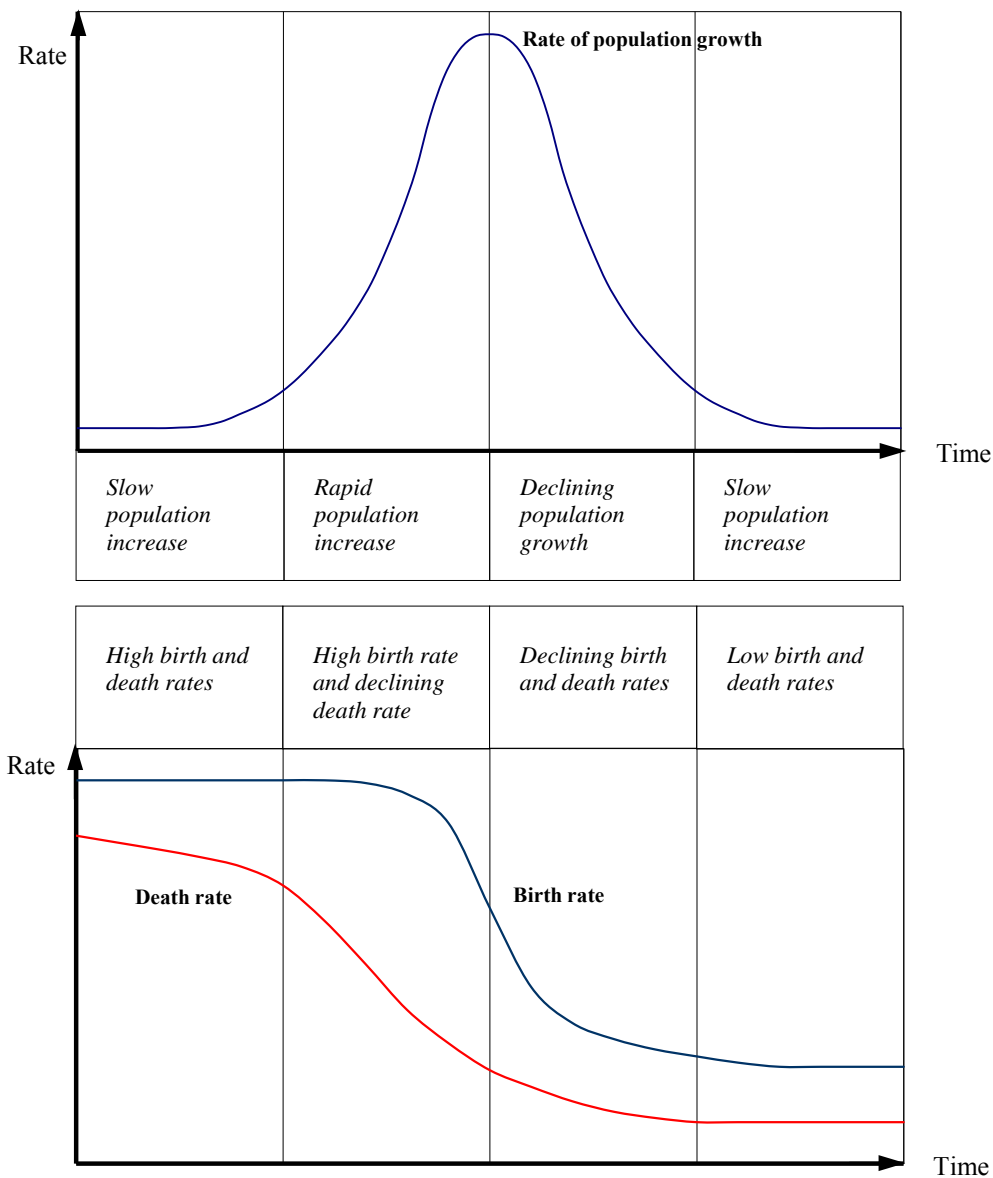 Rate of population growth
Rate
Time
Slow
population
increase
Rapid
population
increase
Declining
population
growth
Slow
population
increase
High birth and
death rates
High birth rate
and declining
death rate
Declining birth
and death rates
Low birth and
death rates
Rate
Death rate
Birth rate
Time